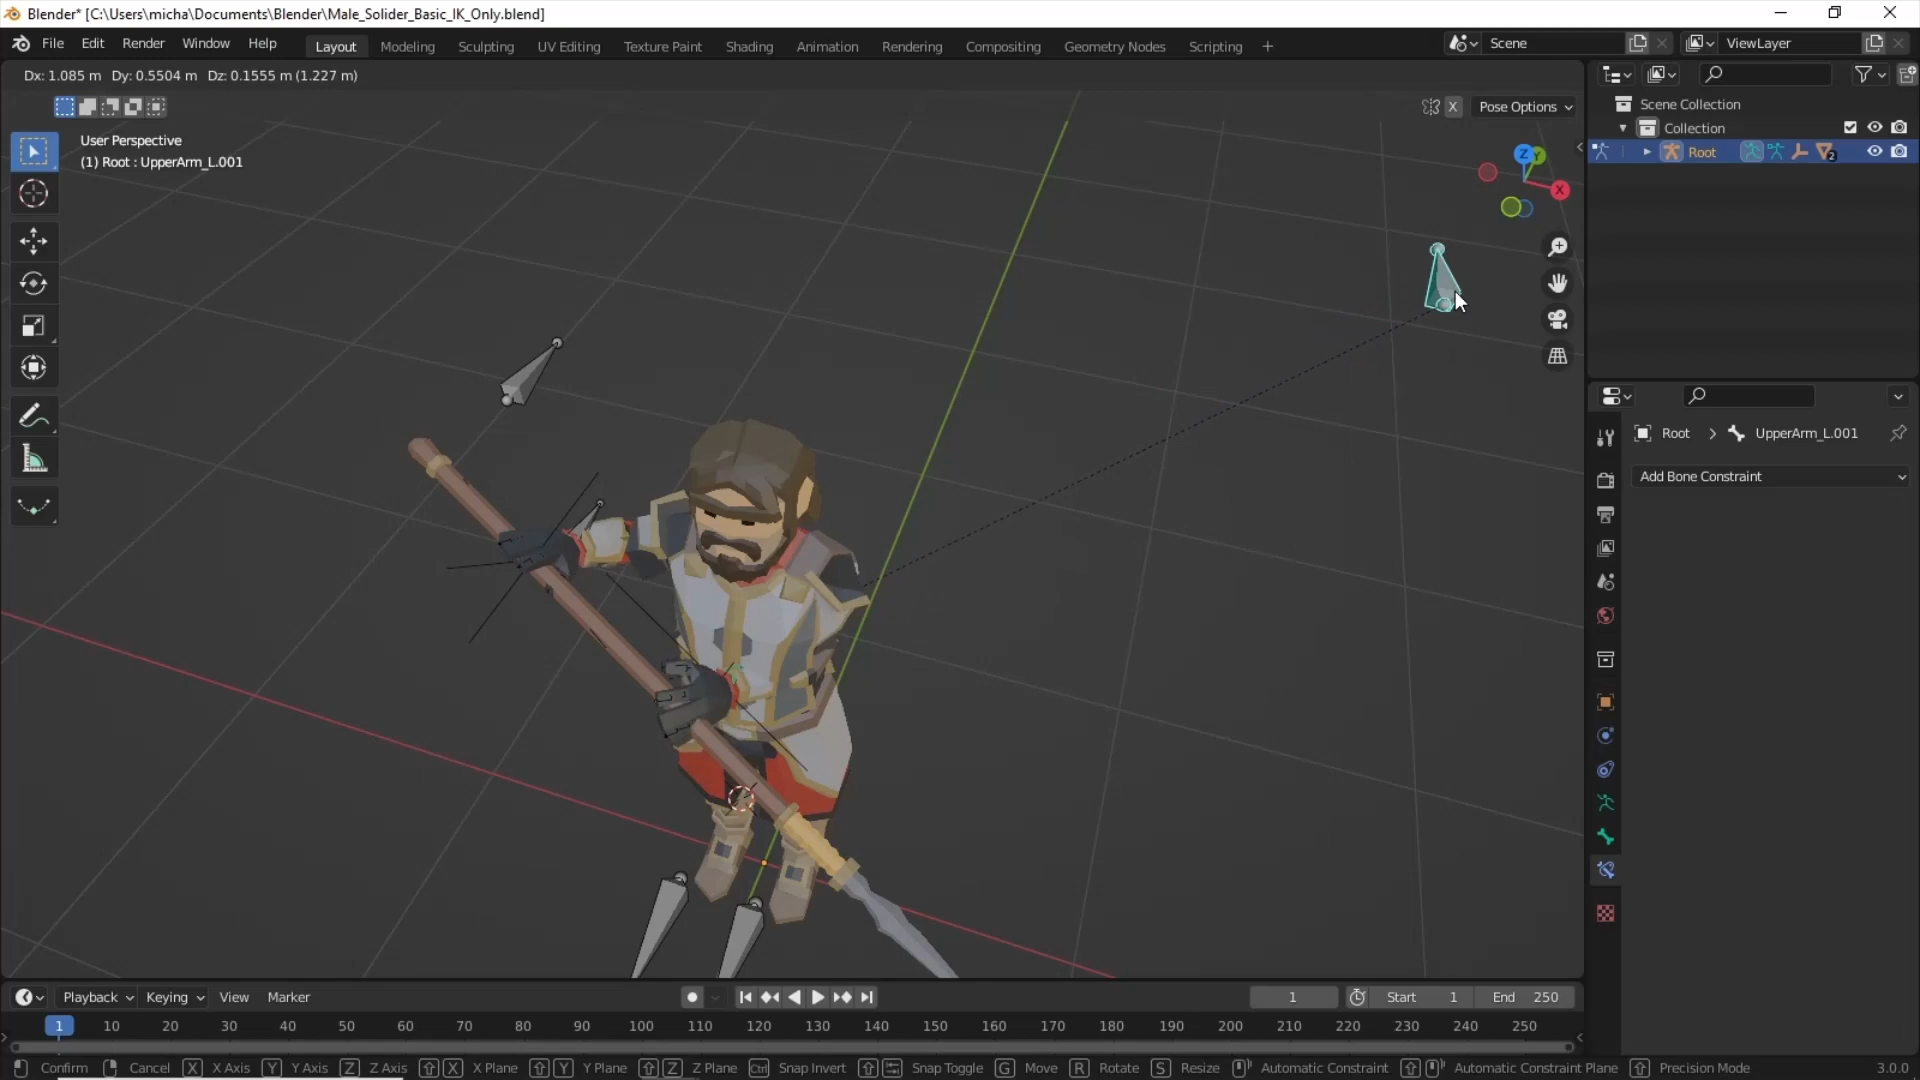 Blender* [C:\Users\micha\Documents\Blender\Male_Solider_Basic_IK_Only.blend]
File Edit Render Window Help Layout Modeling Sculpting UV Editing Texture Paint Shading Animation Rendering Compositing Geometry Nodes Scripting + Scene ViewLayer
Dx: 1.085 m Dy: 0.5504 m Dz: 0.1555 m (1.227 m)
X Pose Options
Scene Collection
Collection
Root 2
User Perspective
(1) Root : UpperArm_L.001
Z Y
X
Root > UpperArm_L.001
Add Bone Constraint
Playback Keying View Marker 1 Start 1 End 250
1 10 20 30 40 50 60 70 80 90 100 110 120 130 140 150 160 170 180 190 200 210 220 230 240 250
Confirm Cancel X X Axis Y Y Axis Z Z Axis X X Plane Y Y Plane Z Z Plane Ctrl Snap Invert Snap Toggle G Move R Rotate S Resize Automatic Constraint Automatic Constraint Plane Precision Mode 3.0.0